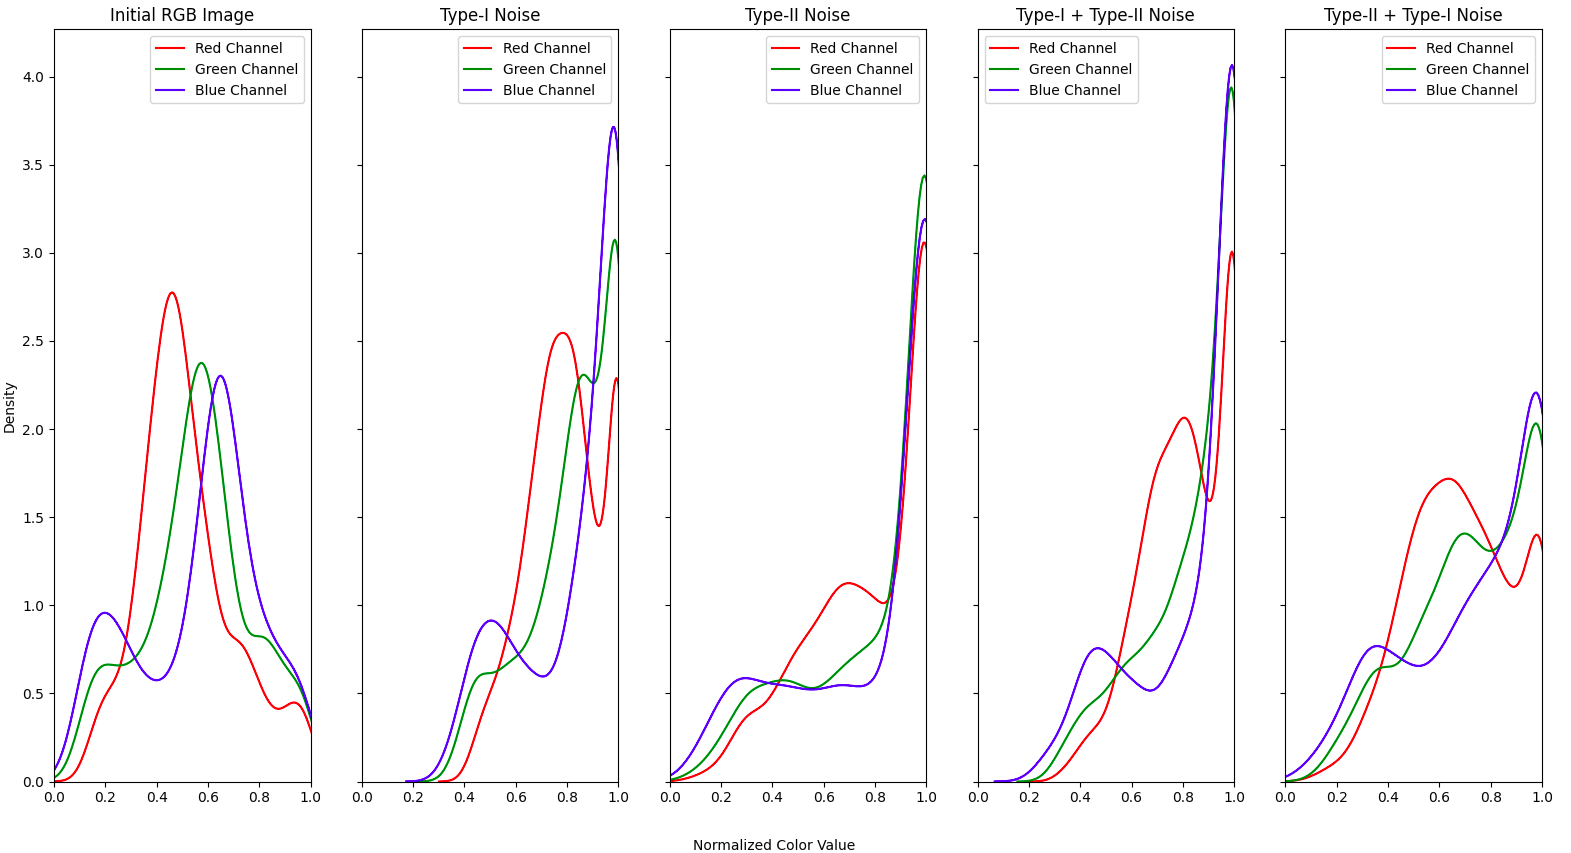 Initial RGB Image
Type-I Noise
Type-II Noise
Type-I + Type-II Noise
Type-II + Type-I Noise
Red Channel
Green Channel
Blue Channel
Red Channel
Green Channel
Blue Channel
Red Channel
Green Channel
Blue Channel
Red Channel
Green Channel
Blue Channel
Red Channel
Green Channel
Blue Channel
Density
4.0
3.5
3.0
2.5
2.0
1.5
1.0
0.5
0.0
0.0 0.2 0.4 0.6 0.8 1.0
0.0 0.2 0.4 0.6 0.8 1.0
0.0 0.2 0.4 0.6 0.8 1.0
0.0 0.2 0.4 0.6 0.8 1.0
0.0 0.2 0.4 0.6 0.8 1.0
Normalized Color Value